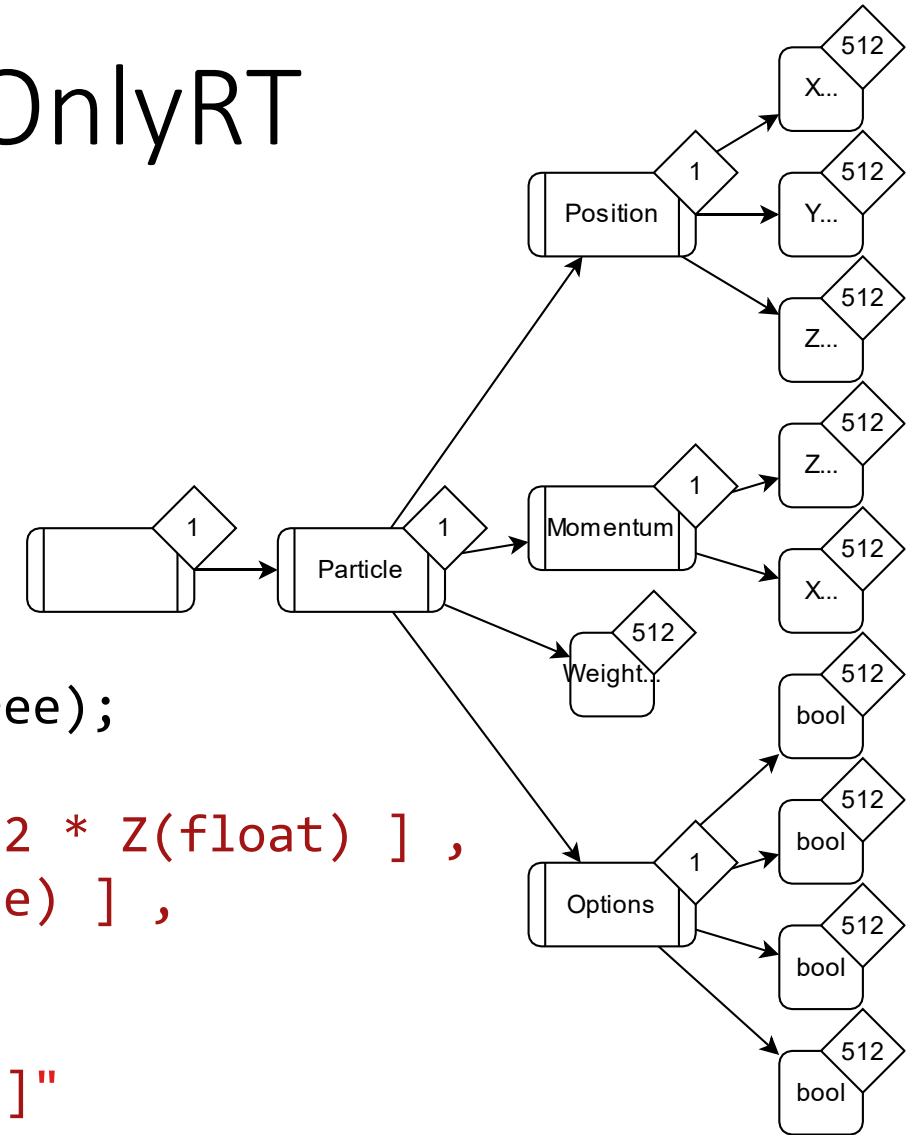 OnlyRT
512
X...
1
512
Position
Y...
512
Z...
512
1
Z...
1
1
Momentum
512
Particle
X...
512
Weight...
512
ee);
bool
512
2 * Z(float) ] ,
bool
1
e) ] ,
Options
512
bool
512
]"
bool